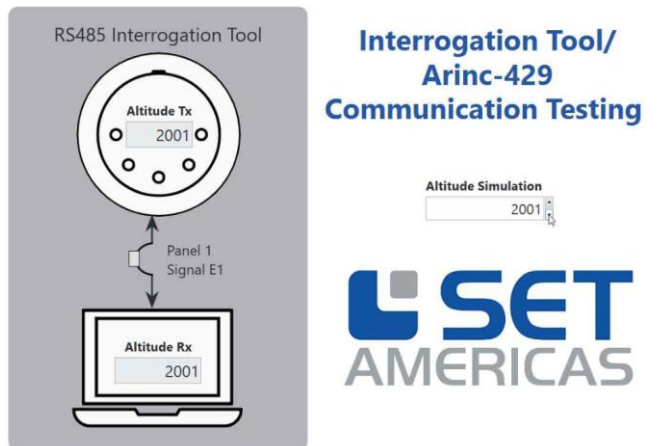 RS485 Interrogation Tool
Altitude Tx
2001
Panel 1
Signal E1
Altitude Rx
2001
Interrogation Tool/
Arinc-429
Communication Testing
Altitude Simulation
2001
SET
AMERICAS